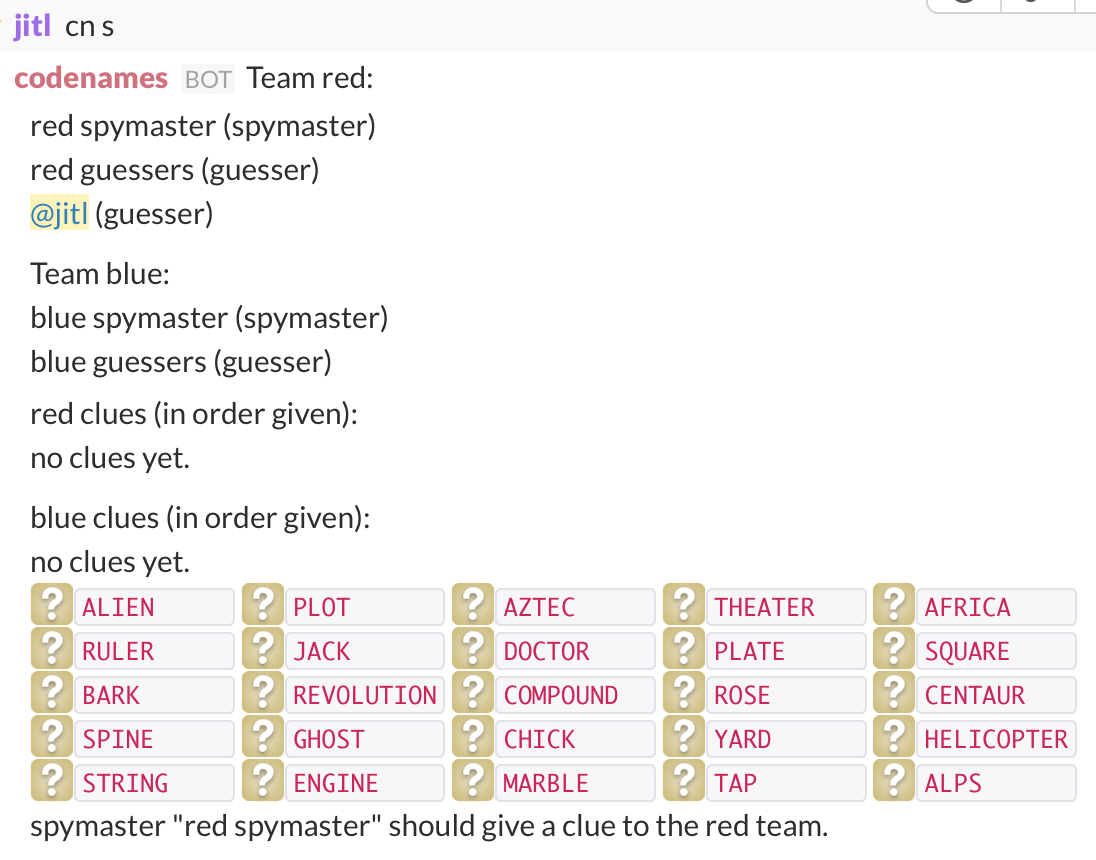 jitl cn s
codenames BOT Team red:
red spymaster (spymaster)
red guessers (guesser)
@jitl (guesser)
Team blue:
blue spymaster (spymaster)
blue guessers (guesser)
red clues (in order given):
no clues yet.
blue clues (in order given):
no clues yet.
? ALIEN ? PLOT ? AZTEC ? THEATER ? AFRICA
? RULER ? JACK ? DOCTOR ? PLATE ? SQUARE
? BARK ? REVOLUTION ? COMPOUND ? ROSE ? CENTAUR
? SPINE ? GHOST ? CHICK ? YARD ? HELICOPTER
? STRING ? ENGINE ? MARBLE ? TAP ? ALPS
spymaster "red spymaster" should give a clue to the red team.